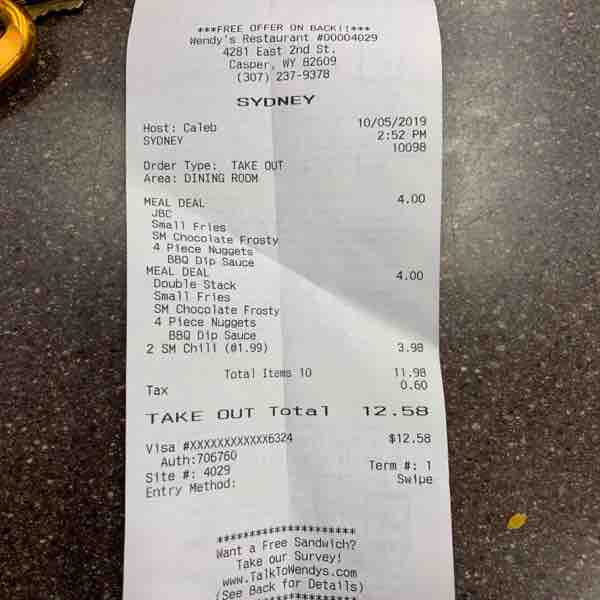 ***FREE OFFER ON BACK!!***
Wendy's Restaurant #00004029
4281 East 2nd St.
Casper, WY 82609
(307) 237-9378
SYDNEY
Host: Caleb 10/05/2019
SYDNEY 2:52 PM
10098
Order Type: TAKE OUT
Area: DINING ROOM
MEAL DEAL 4.00
JBC
Small Fries
SM Chocolate Frosty
4 Piece Nuggets
BBQ Dip Sauce
MEAL DEAL 4.00
Double Stack
Small Fries
SM Chocolate Frosty
4 Piece Nuggets
BBQ Dip Sauce
2 SM Chili (@1.99) 3.98
Total Items 10 11.98
Tax 0.60
TAKE OUT Total 12.58
Visa #XXXXXXXXXXXX6324 $12.58
Auth:706760
Site #: 4029 Term #: 1
Entry Method: Swipe
********************
Want a Free Sandwich?
Take our Survey!
www.TalkToWendys.com
(See Back for Details)
********************